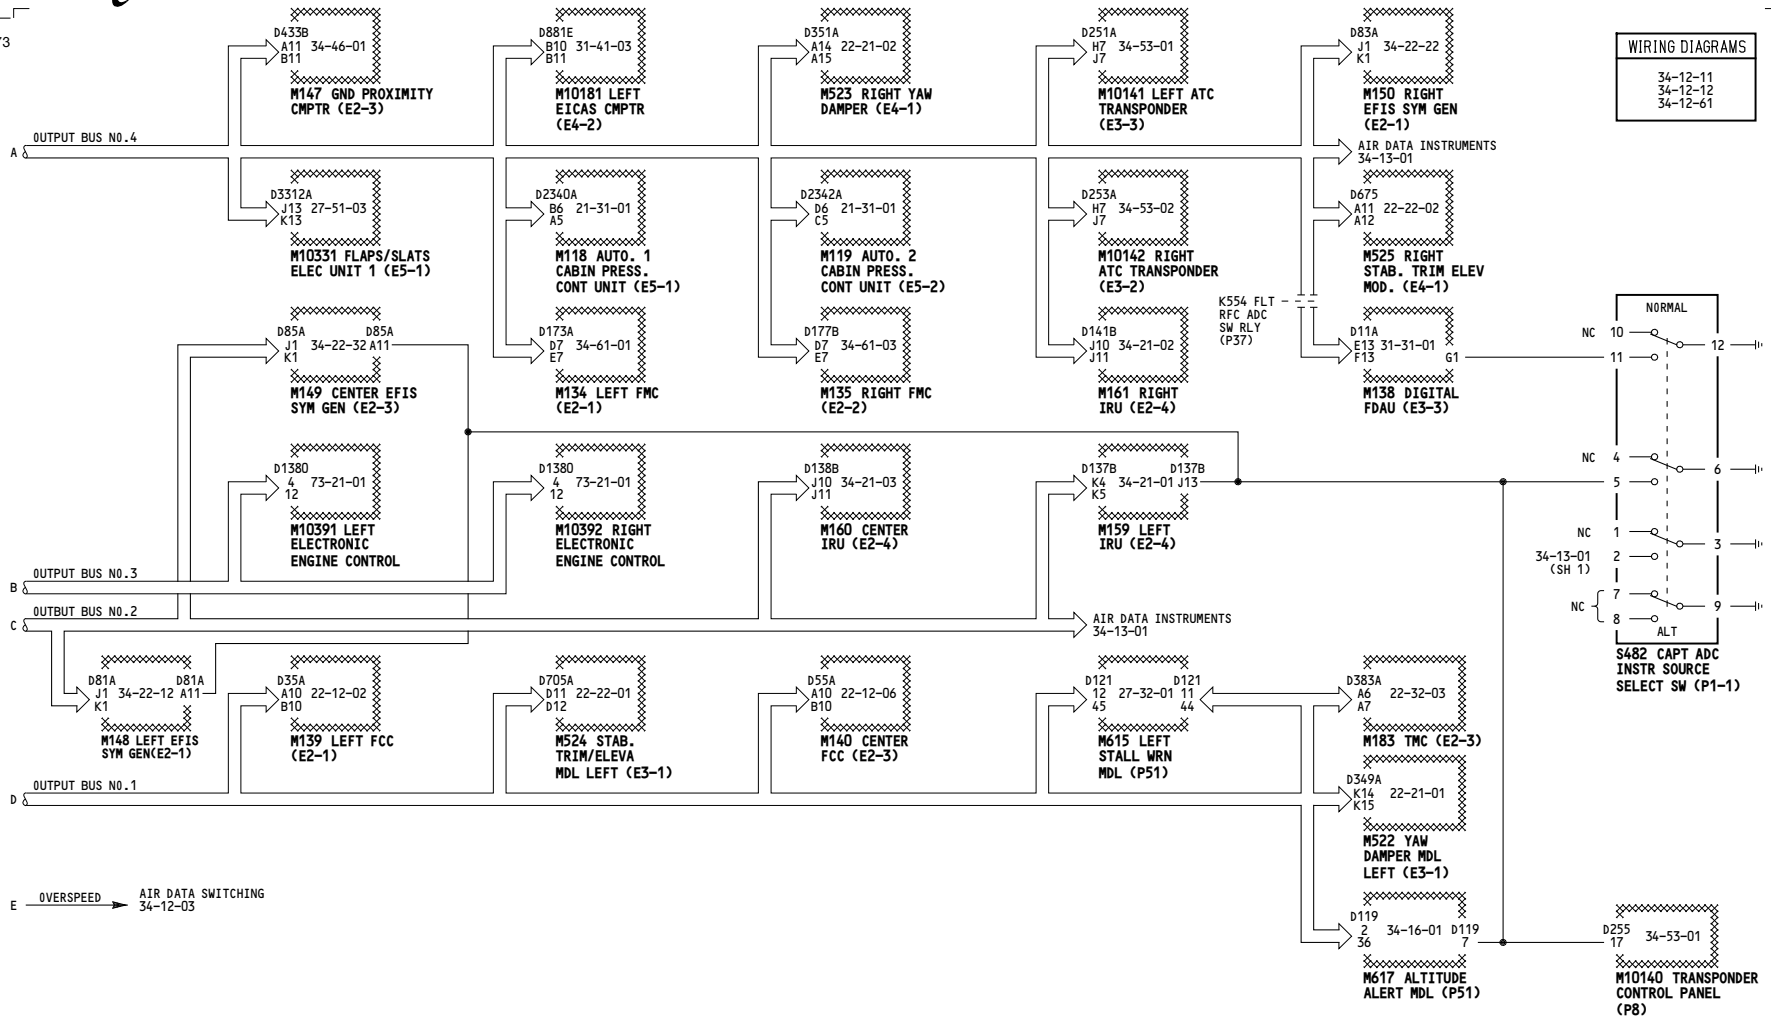 /3
D433B
A11 34-46-01
B11
M147 GND PROXIMITY
CMPTR (E2-3)
D881E
B10 31-41-03
B11
M10181 LEFT
EICAS CMPTR
(E4-2)
D351A
A14 22-21-02
A15
M523 RIGHT YAW
DAMPER (E4-1)
D251A
H7 34-53-01
J7
M10141 LEFT ATC
TRANSPONDER
(E3-3)
D83A
J1 34-22-22
K1
M150 RIGHT
EFIS SYM GEN
(E2-1)
WIRING DIAGRAMS
34-12-11
34-12-12
34-12-61
A
OUTPUT BUS NO.4
AIR DATA INSTRUMENTS
34-13-01
D3312A
J13 27-51-03
K13
M10331 FLAPS/SLATS
ELEC UNIT 1 (E5-1)
D2340A
B6 21-31-01
A5
M118 AUTO. 1
CABIN PRESS.
CONT UNIT (E5-1)
D2342A
D6 21-31-01
C5
M119 AUTO. 2
CABIN PRESS.
CONT UNIT (E5-2)
D253A
H7 34-53-02
J7
M10142 RIGHT
ATC TRANSPONDER
(E3-2)
D675
A11 22-22-02
A12
M525 RIGHT
STAB. TRIM ELEV
MOD. (E4-1)
K554 FLT
RFC ADC
SW RLY
(P37)
D85A D85A
J1 34-22-32 A11
K1
M149 CENTER EFIS
SYM GEN (E2-3)
D173A
D7 34-61-01
E7
M134 LEFT FMC
(E2-1)
D177B
D7 34-61-03
E7
M135 RIGHT FMC
(E2-2)
D141B
J10 34-21-02
J11
M161 RIGHT
IRU (E2-4)
D11A
E13 31-31-01
F13 G1
M138 DIGITAL
FDAU (E3-3)
NORMAL
NC 10
12
11
NC 4
6
5
NC 1
3
34-13-01 2
(SH 1)
NC 7
9
8
ALT
S482 CAPT ADC
INSTR SOURCE
SELECT SW (P1-1)
D1380
4 73-21-01
12
M10391 LEFT
ELECTRONIC
ENGINE CONTROL
D1380
4 73-21-01
12
M10392 RIGHT
ELECTRONIC
ENGINE CONTROL
D138B
J10 34-21-03
J11
M160 CENTER
IRU (E2-4)
D137B D137B
K4 34-21-01 J13
K5
M159 LEFT
IRU (E2-4)
B
OUTPUT BUS NO.3
C
OUTBUT BUS NO.2
AIR DATA INSTRUMENTS
34-13-01
D81A D81A
J1 34-22-12 A11
K1
M148 LEFT EFIS
SYM GEN(E2-1)
D35A
A10 22-12-02
B10
M139 LEFT FCC
(E2-1)
D705A
D11 22-22-01
D12
M524 STAB.
TRIM/ELEVA
MDL LEFT (E3-1)
D55A
A10 22-12-06
B10
M140 CENTER
FCC (E2-3)
D121 D121
12 27-32-01 11
45 44
M615 LEFT
STALL WRN
MDL (P51)
D383A
A6 22-32-03
A7
M183 TMC (E2-3)
D
OUTPUT BUS NO.1
D349A
K14 22-21-01
K15
M522 YAW
DAMPER MDL
LEFT (E3-1)
E OVERSPEED
AIR DATA SWITCHING
34-12-03
D119
2 34-16-01 D119
36 7
M617 ALTITUDE
ALERT MDL (P51)
D255
17 34-53-01
M10140 TRANSPONDER
CONTROL PANEL
(P8)